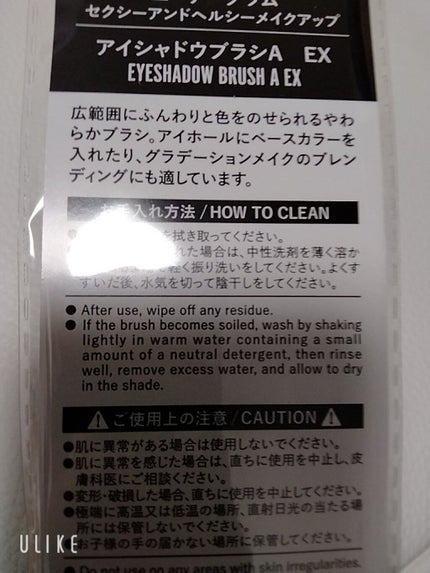 セクシーアンドヘルシーメイクアップ
アイシャドウブラシA EX
EYESHADOW BRUSH A EX
広範囲にふんわりと色をのせられるやわ
らかブラシ。アイホールにベースカラーを
入れたり、グラデーションメイクのブレン
ディングにも適しています。
お手入れ方法 / HOW TO CLEAN
を拭き取ってください。
れた場合は、中性洗剤を薄く溶か
軽く振り洗いをしてください。よくす
すいだ後、水気を切って陰干しをしてください。
● After use, wipe off any residue.
● If the brush becomes soiled, wash by shaking
lightly in warm water containing a small
amount of a neutral detergent, then rinse
well, remove excess water, and allow to dry
in the shade.
ご使用上の注意 / CAUTION
●肌に異常がある場合は使用しないでください。
●肌に異常を感じた場合は、直ちに使用を中止し、皮
膚科医にご相談ください。
●変形・破損した場合、直ちに使用を中止してください。
●極端に高温又は低温の場所、直射日光の当たる場
所には保管しないでください。
●お子様の手の届かない場所に保管してください。
● Do not use on any areas with skin irregularities.
ULIKE